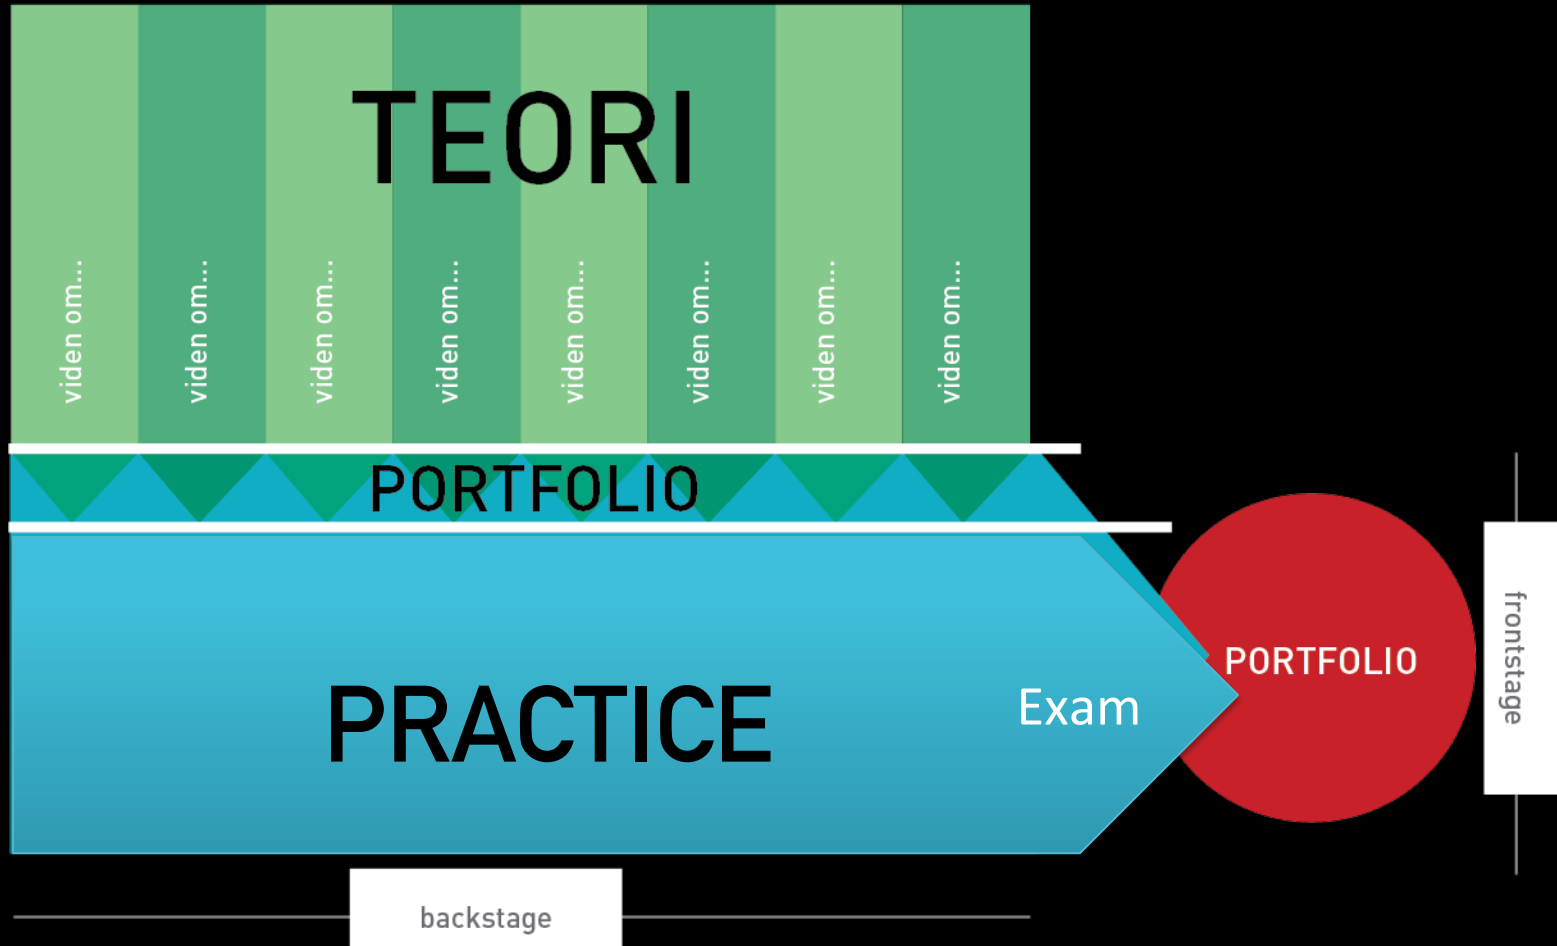 TEORI
viden om...
viden om...
viden om...
viden om...
viden om...
viden om...
viden om...
viden om...
PORTFOLIO
PRACTICE
Exam
PORTFOLIO
frontstage
backstage